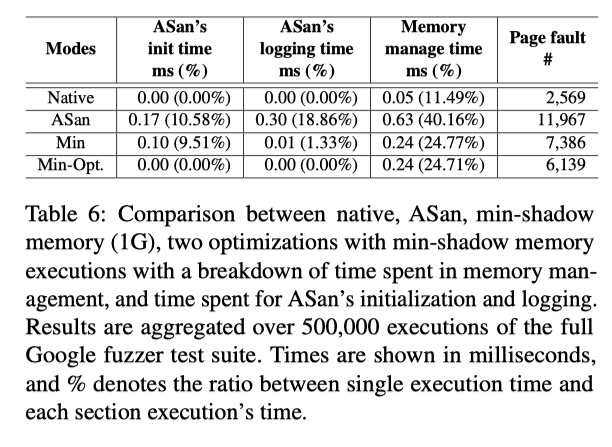 Modes ASan's init time ms (%) ASan's logging time ms (%) Memory manage time ms (%) Page fault #
Native 0.00 (0.00%) 0.00 (0.00%) 0.05 (11.49%) 2,569
ASan 0.17 (10.58%) 0.30 (18.86%) 0.63 (40.16%) 11,967
Min 0.10 (9.51%) 0.01 (1.33%) 0.24 (24.77%) 7,386
Min-Opt. 0.00 (0.00%) 0.00 (0.00%) 0.24 (24.71%) 6,139
Table 6: Comparison between native, ASan, min-shadow
memory (1G), two optimizations with min-shadow memory
executions with a breakdown of time spent in memory man-
agement, and time spent for ASan's initialization and logging.
Results are aggregated over 500,000 executions of the full
Google fuzzer test suite. Times are shown in milliseconds,
and % denotes the ratio between single execution time and
each section execution's time.